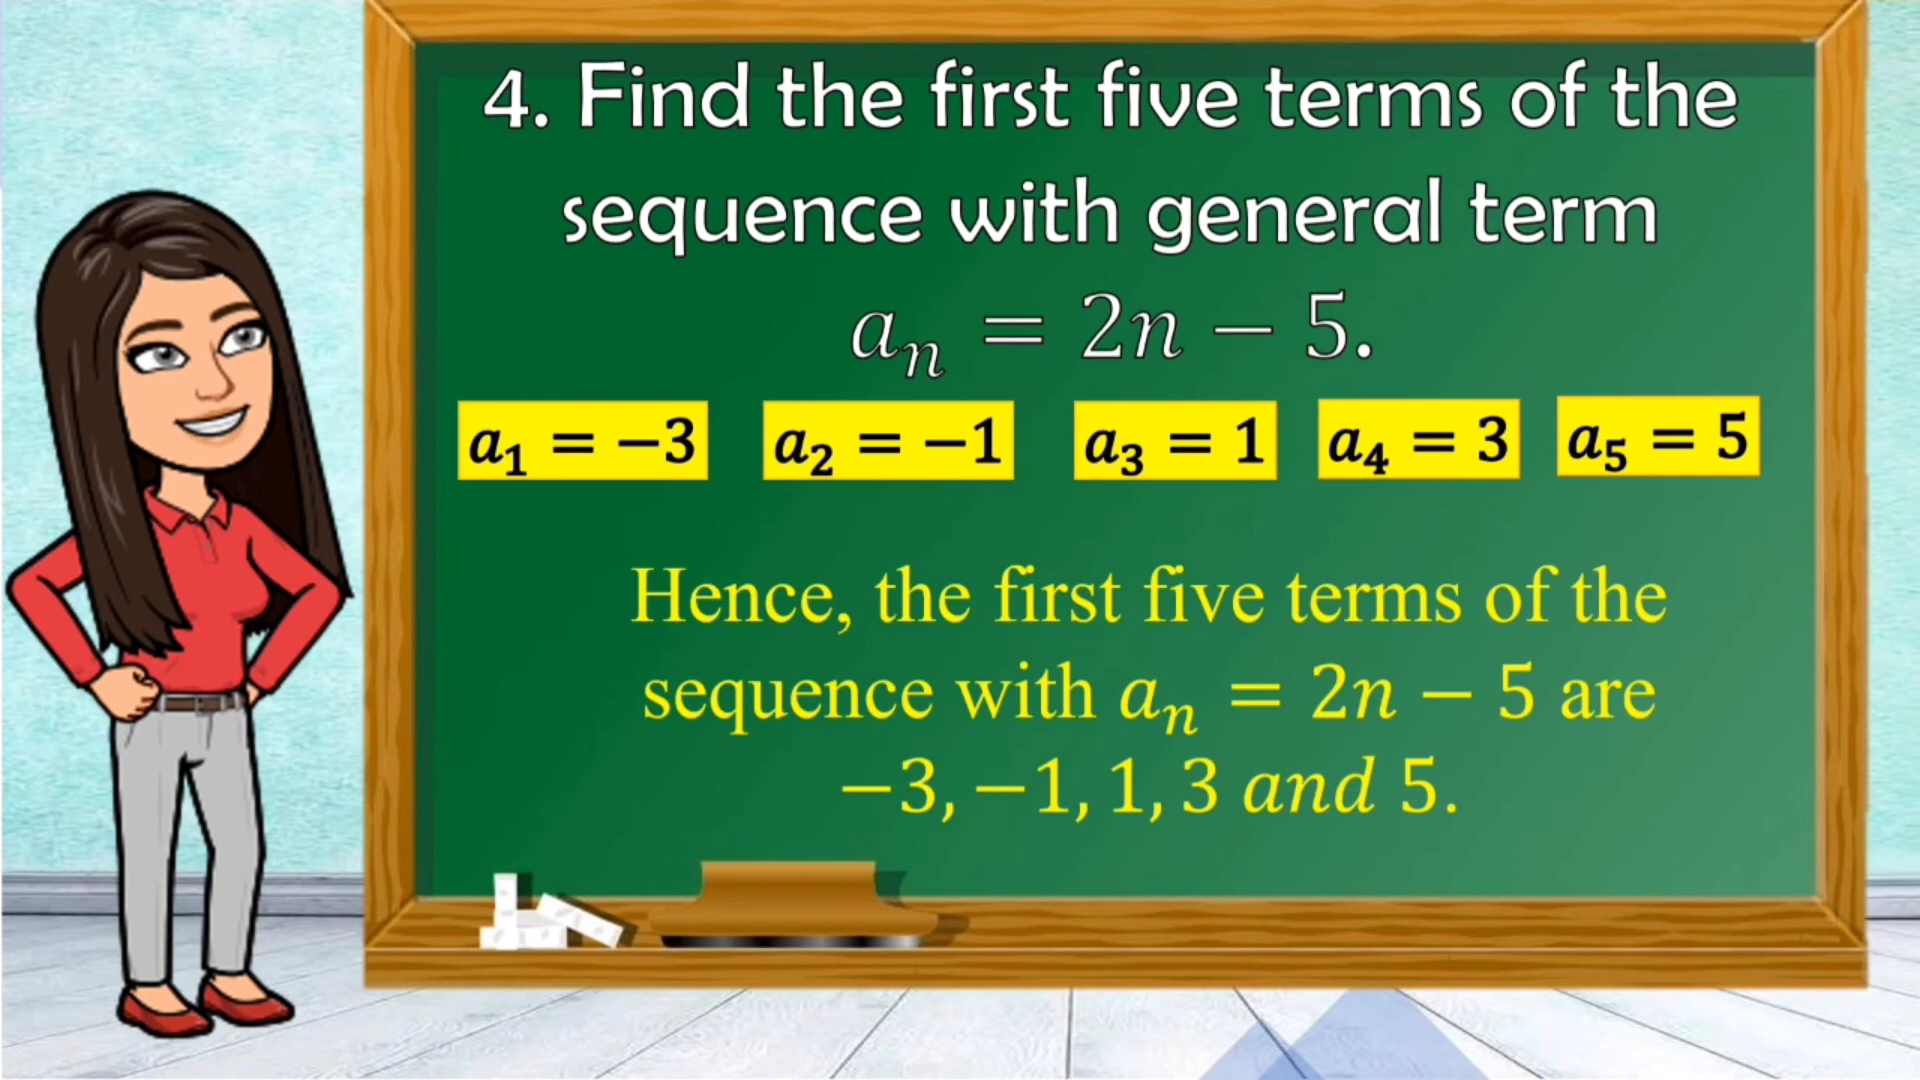 4. Find the first five terms of the
sequence with general term
aₙ = 2n − 5.
a₁ = −3 a₂ = −1 a₃ = 1 a₄ = 3 a₅ = 5
Hence, the first five terms of the
sequence with aₙ = 2n − 5 are
−3, −1, 1, 3 and 5.